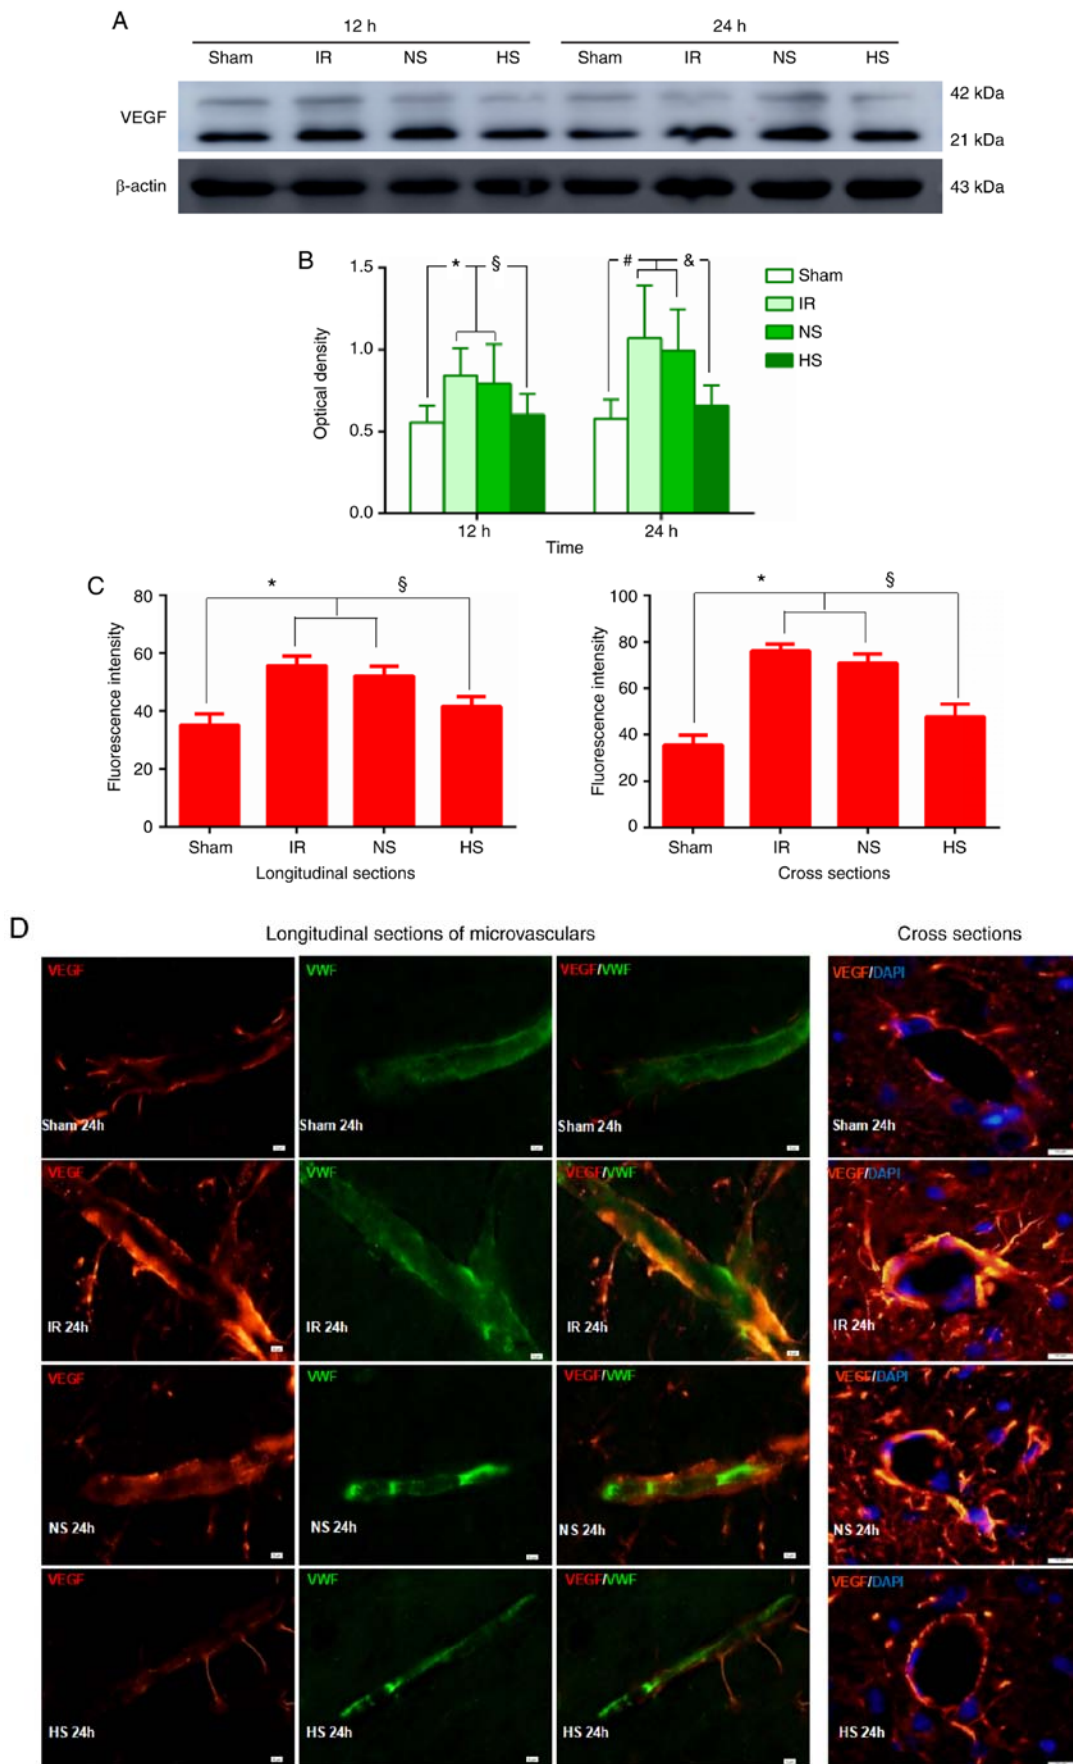 A
12 h 24 h
Sham IR NS HS Sham IR NS HS
VEGF
42 kDa
21 kDa
β-actin 43 kDa
B
Optical density
1.5
1.0
0.5
0.0
* §
# &
12 h 24 h
Time
Sham
IR
NS
HS
C
Fluorescence intensity
80
60
40
20
0
* §
Sham IR NS HS
Longitudinal sections
Fluorescence intensity
100
80
60
40
20
0
* §
Sham IR NS HS
Cross sections
D
Longitudinal sections of microvasculars Cross sections
VEGF VWF VEGF/VWF VEGF/DAPI
Sham 24h Sham 24h Sham 24h Sham 24h
VEGF VWF VEGF/VWF VEGF/DAPI
IR 24h IR 24h IR 24h IR 24h
VEGF VWF VEGF/VWF VEGF/DAPI
NS 24h NS 24h NS 24h NS 24h
VEGF VWF VEGF/VWF VEGF/DAPI
HS 24h HS 24h HS 24h HS 24h